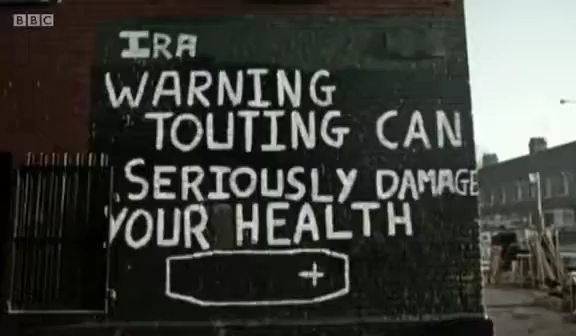 BBC
IRA
WARNING
TOUTING CAN
SERIOUSLY DAMAGE
YOUR HEALTH